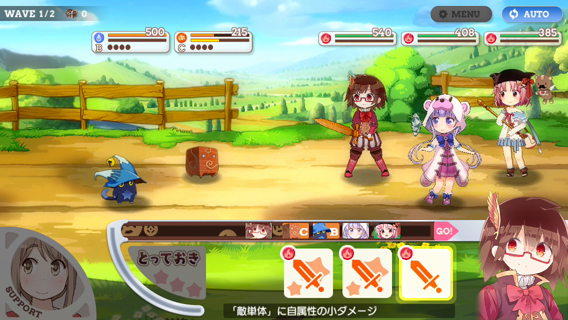 WAVE 1/2 0
MENU
AUTO
500
B
215
C
540
408
385
C B GO!
とっておき
SUPPORT
「敵単体」に自属性の小ダメージ